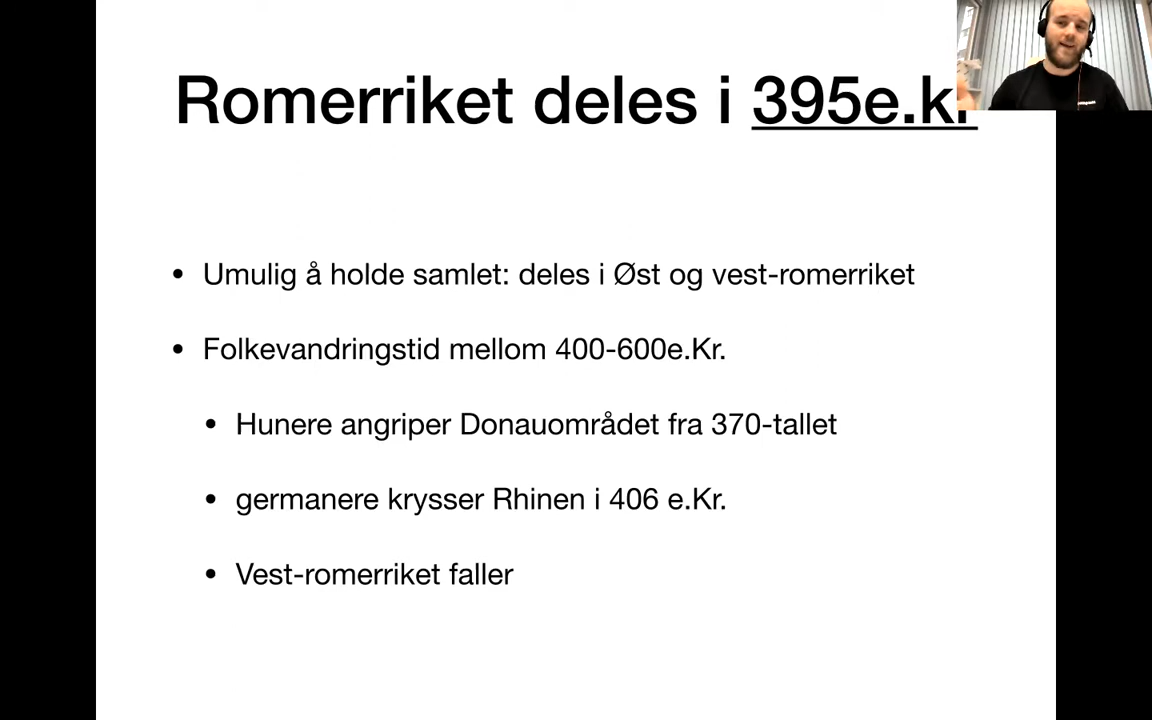 Romerriket deles i 395e.kr
Umulig å holde samlet: deles i Øst og vest-romerriket
Folkevandringstid mellom 400-600e.Kr.
Hunere angriper Donauområdet fra 370-tallet
germanere krysser Rhinen i 406 e.Kr.
Vest-romerriket faller